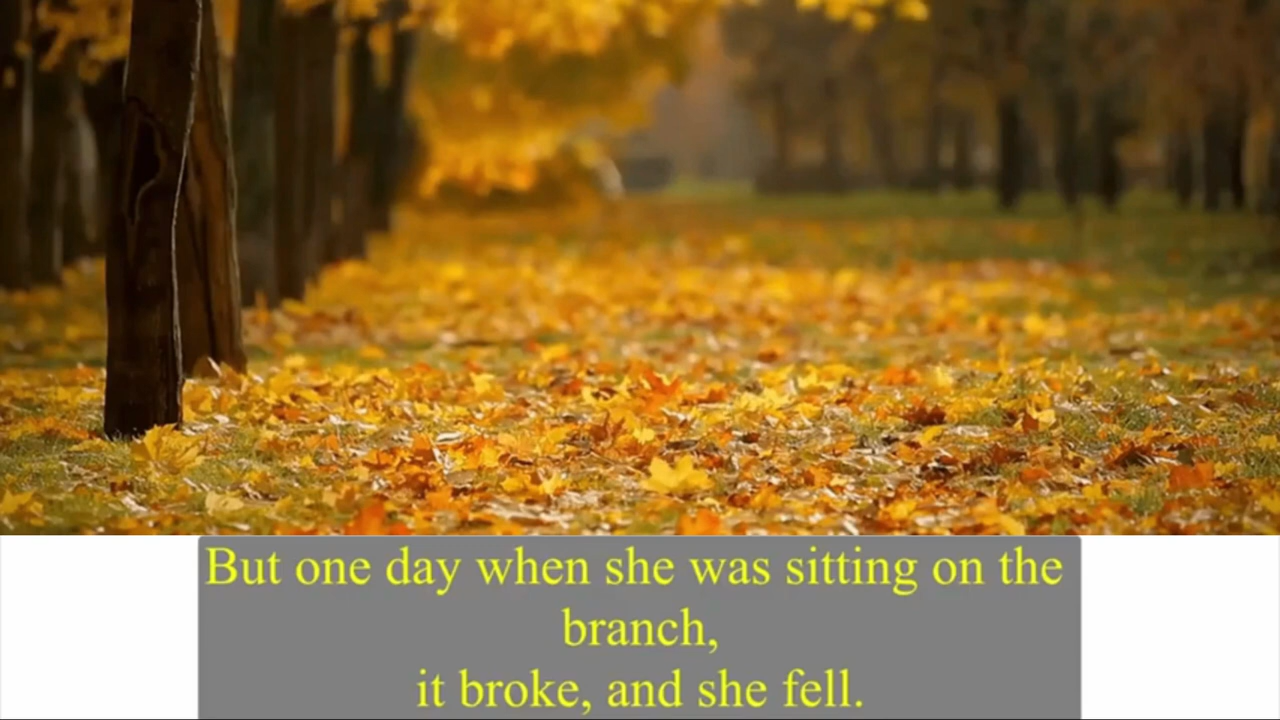 But one day when she was sitting on the
branch,
it broke, and she fell.